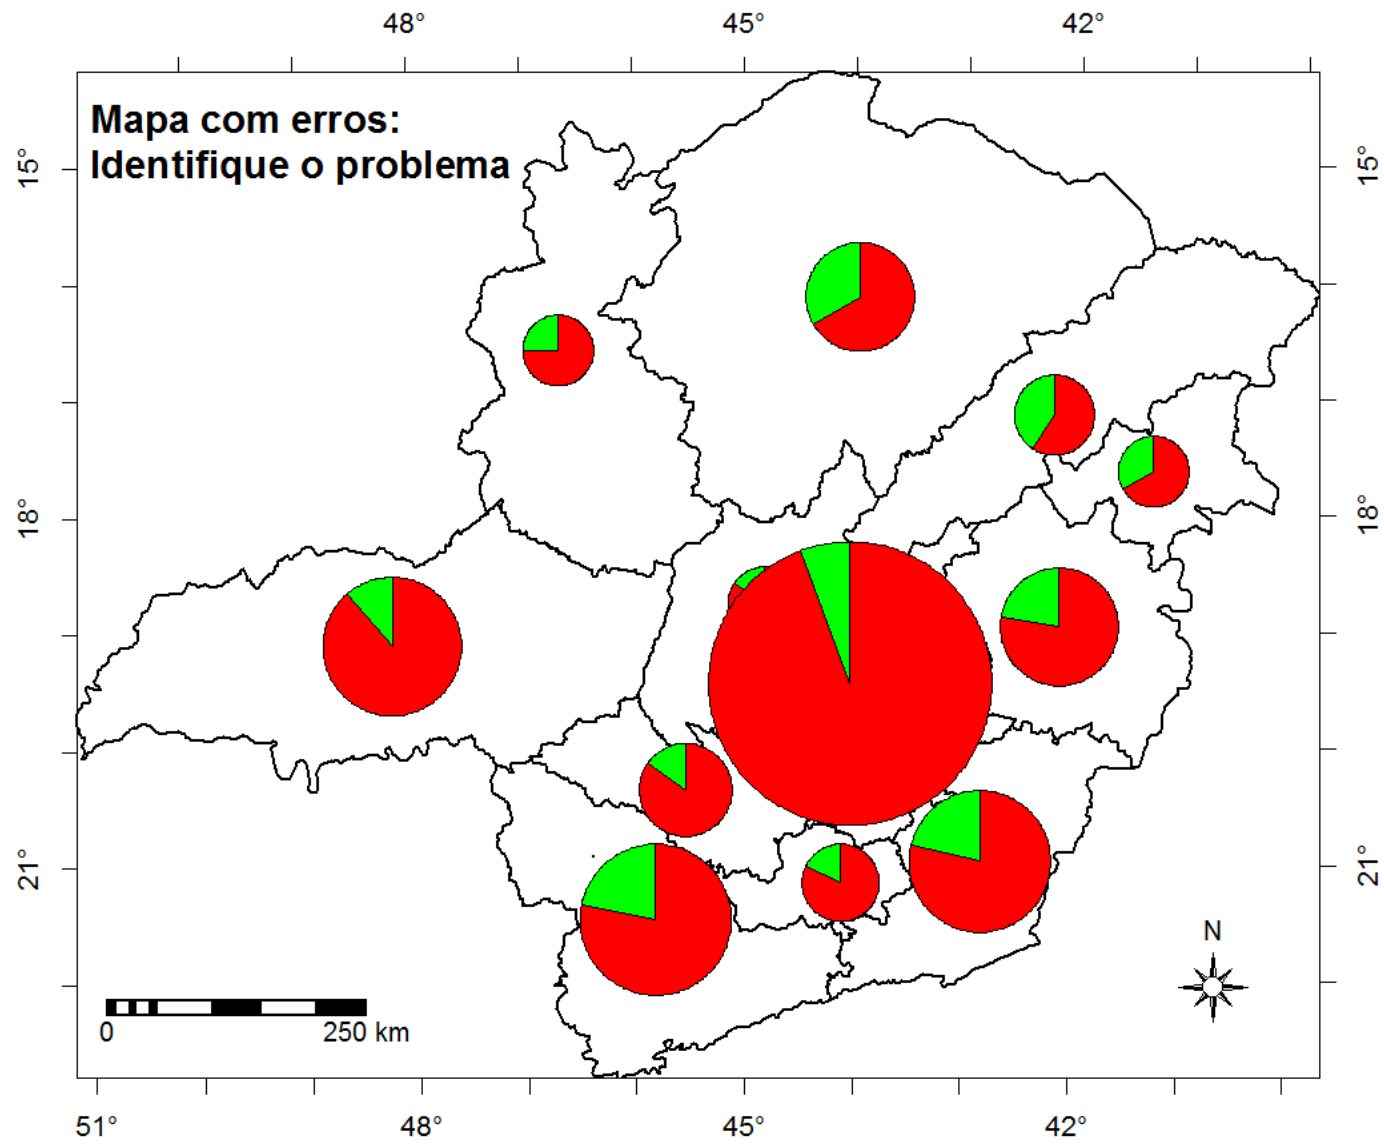 48° 45° 42°
Mapa com erros:
Identifique o problema
15° 15°
18° 18°
21° 21°
N
0 250 km
51° 48° 45° 42°